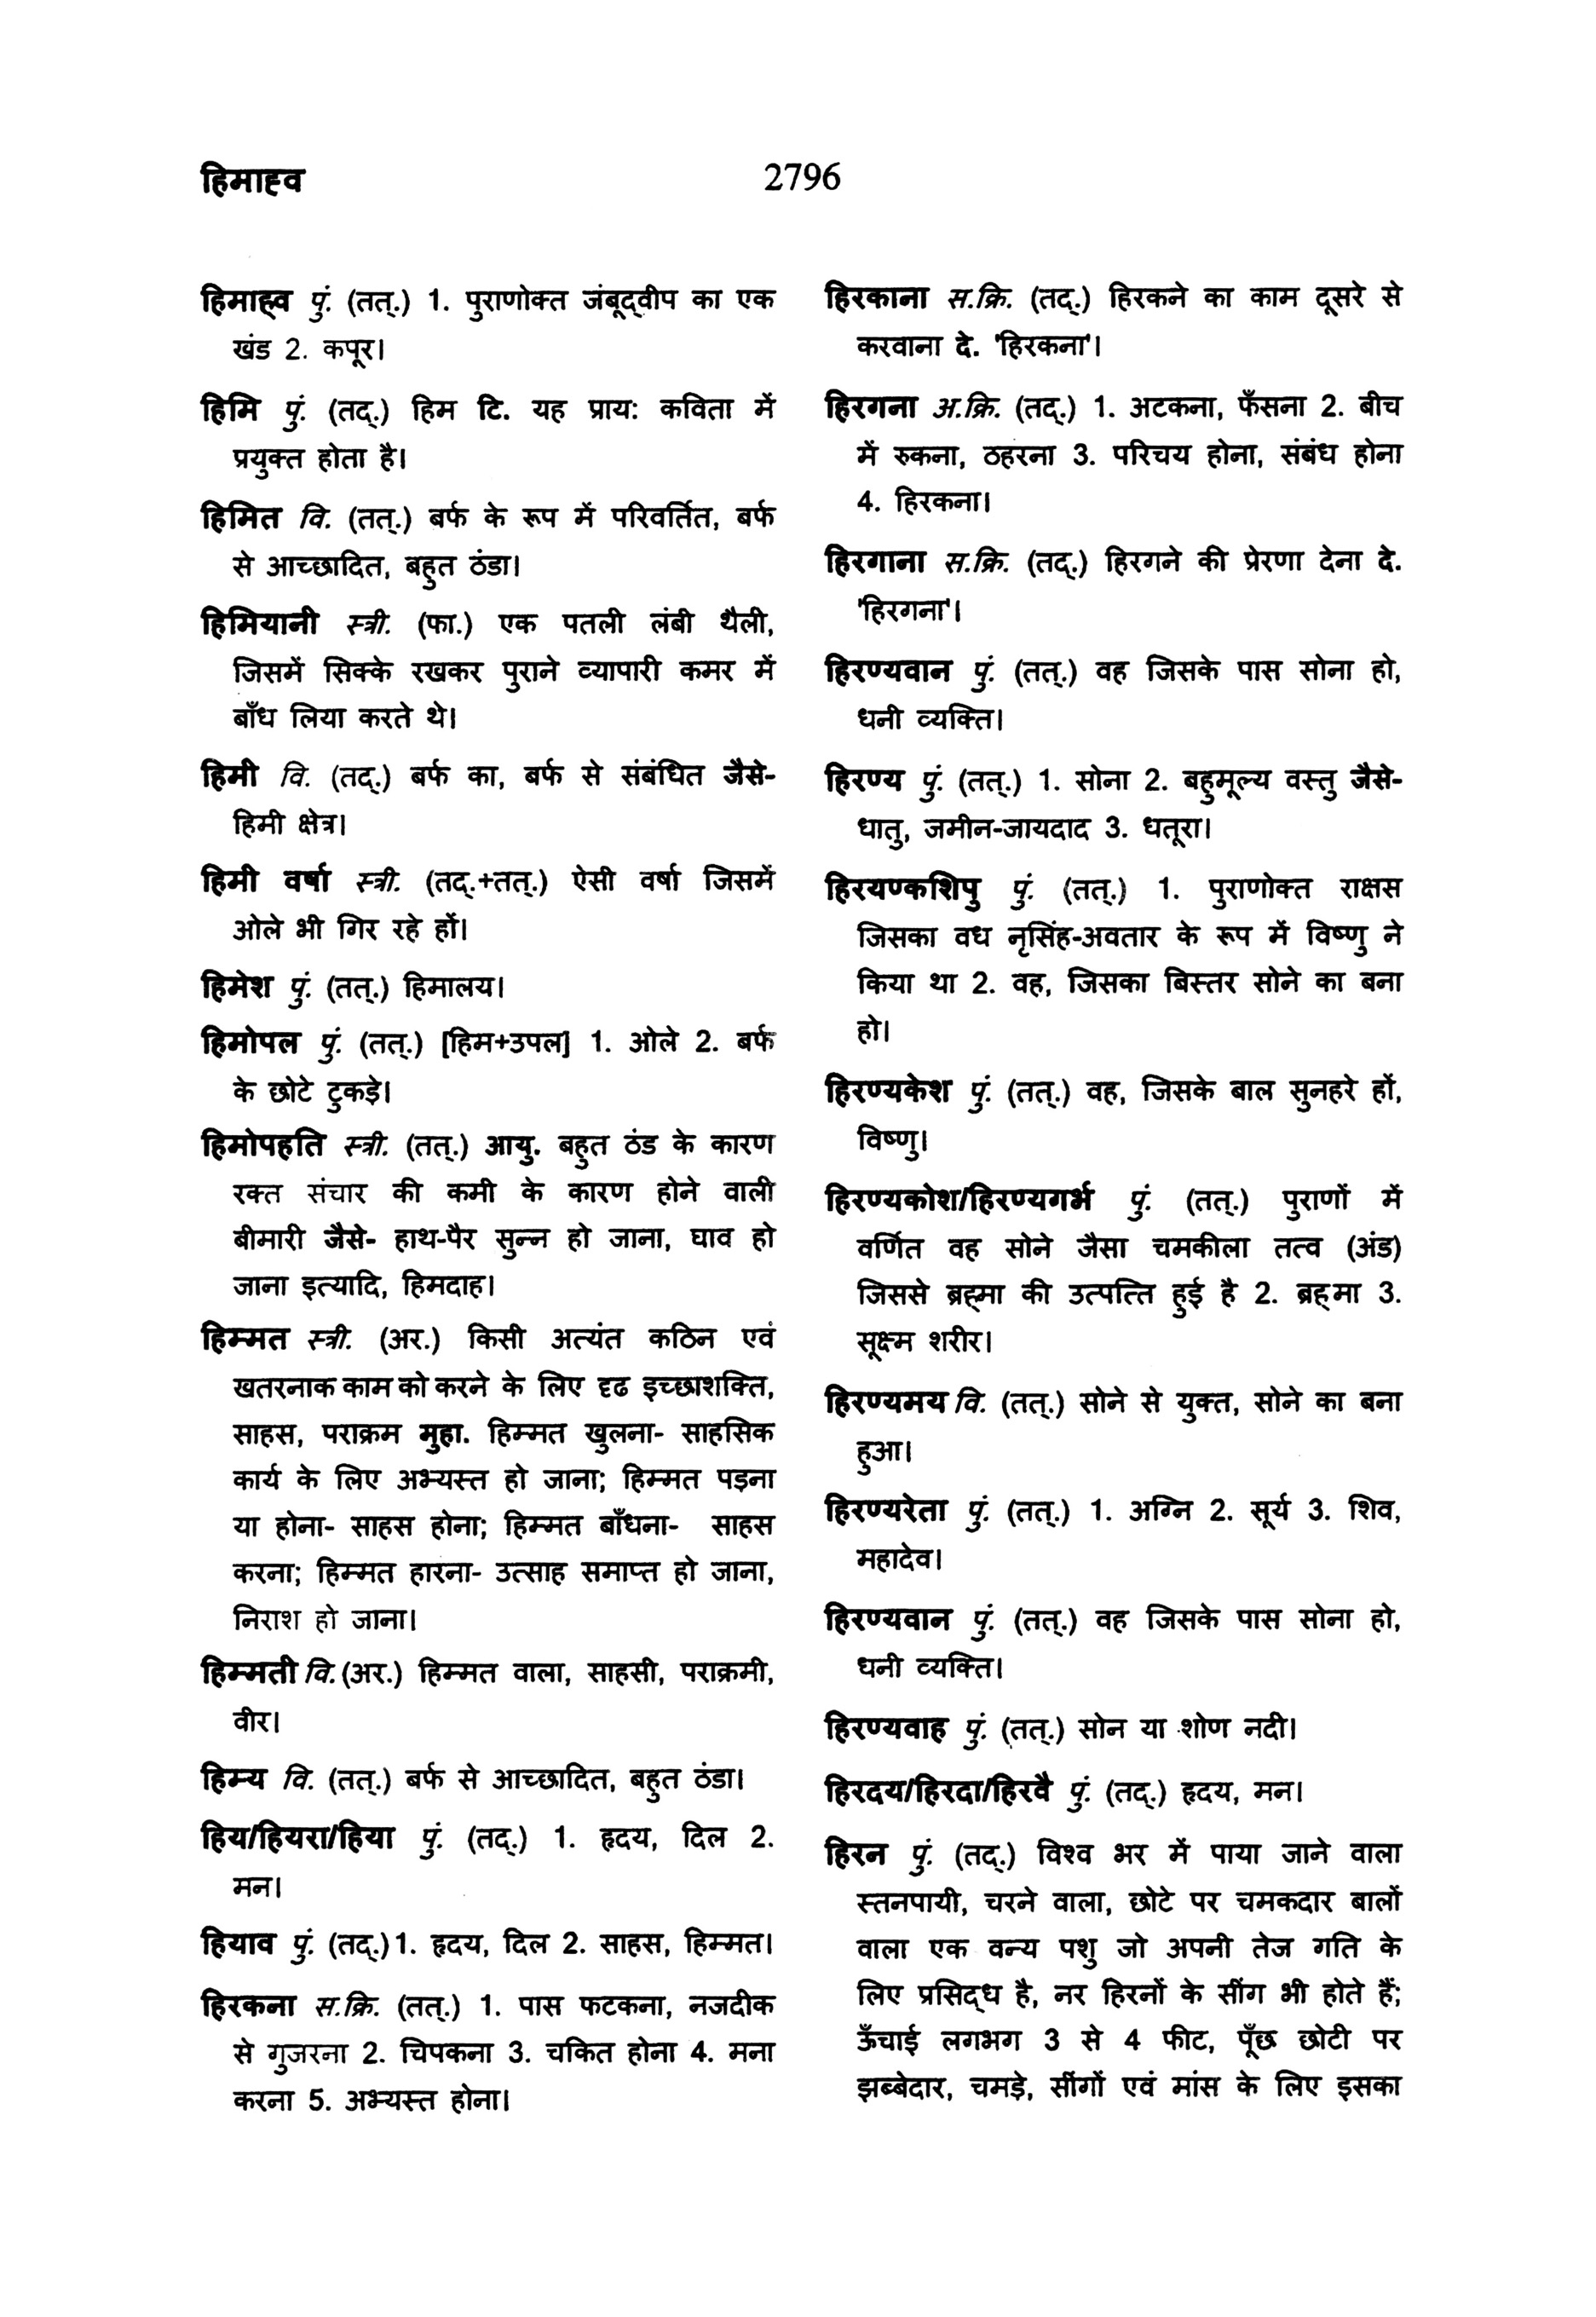 हिमाह्व
2796
हिमाह्व पुं. (तत्.) 1. पुराणोक्त जंबूद्‌वीप का एक
खंड 2. कपूर।
हिमि पुं. (तद्.) हिम टि. यह प्राय: कविता में
प्रयुक्त होता है।
हिमित वि. (तत्.) बर्फ के रूप में परिवर्तित, बर्फ
से आच्छादित, बहुत ठंडा।
हिमियानी स्त्री. (फा.) एक पतली लंबी थैली,
जिसमें सिक्के रखकर पुराने व्यापारी कमर में
बाँध लिया करते थे।
हिमी वि. (तद्.) बर्फ का, बर्फ से संबंधित जैसे-
हिमी क्षेत्र।
हिमी वर्षा स्त्री. (तद्.+तत्.) ऐसी वर्षा जिसमें
ओले भी गिर रहे हों।
हिमेश पुं. (तत्.) हिमालय।
हिमोपल पुं. (तत्.) [हिम+उपल] 1. ओले 2. बर्फ
के छोटे टुकड़े।
हिमोपहति स्त्री. (तत्.) आयु. बहुत ठंड के कारण
रक्त संचार की कमी के कारण होने वाली
बीमारी जैसे- हाथ-पैर सुन्न हो जाना, घाव हो
जाना इत्यादि, हिमदाह।
हिम्मत स्त्री. (अर.) किसी अत्यंत कठिन एवं
खतरनाक काम को करने के लिए दृढ इच्छाशक्ति,
साहस, पराक्रम मुहा. हिम्मत खुलना- साहसिक
कार्य के लिए अभ्यस्त हो जाना; हिम्मत पड़ना
या होना- साहस होना; हिम्मत बाँधना- साहस
करना; हिम्मत हारना- उत्साह समाप्त हो जाना,
निराश हो जाना।
हिम्मती वि. (अर.) हिम्मत वाला, साहसी, पराक्रमी,
वीर।
हिम्य वि. (तत्.) बर्फ से आच्छादित, बहुत ठंडा।
हिय/हियरा/हिया पुं. (तद्.) 1. हृदय, दिल 2.
मन।
हियाव पुं. (तद्.) 1. हृदय, दिल 2. साहस, हिम्मत।
हिरकना स.क्रि. (तत्.) 1. पास फटकना, नजदीक
से गुजरना 2. चिपकना 3. चकित होना 4. मना
करना 5. अभ्यस्त होना।
हिरकाना स.क्रि. (तद्.) हिरकने का काम दूसरे से
करवाना दे. 'हिरकना'।
हिरगना अ.क्रि. (तद्.) 1. अटकना, फँसना 2. बीच
में रुकना, ठहरना 3. परिचय होना, संबंध होना
4. हिरकना।
हिरगाना स.क्रि. (तद्.) हिरगने की प्रेरणा देना दे.
'हिरगना'।
हिरण्यवान पुं. (तत्.) वह जिसके पास सोना हो,
धनी व्यक्ति।
हिरण्य पुं. (तत्.) 1. सोना 2. बहुमूल्य वस्तु जैसे-
धातु, जमीन-जायदाद 3. धतूरा।
हिरयण्कशिपु पुं. (तत्.) 1. पुराणोक्त राक्षस
जिसका वध नृसिंह-अवतार के रूप में विष्णु ने
किया था 2. वह, जिसका बिस्तर सोने का बना
हो।
हिरण्यकेश पुं. (तत्.) वह, जिसके बाल सुनहरे हों,
विष्णु।
हिरण्यकोश/हिरण्यगर्भ पुं. (तत्.) पुराणों में
वर्णित वह सोने जैसा चमकीला तत्व (अंड)
जिससे ब्रह्‌मा की उत्पत्ति हुई है 2. ब्रह्‌मा 3.
सूक्ष्म शरीर।
हिरण्यमय वि. (तत्.) सोने से युक्त, सोने का बना
हुआ।
हिरण्यरेता पुं. (तत्.) 1. अग्नि 2. सूर्य 3. शिव,
महादेव।
हिरण्यवान पुं. (तत्.) वह जिसके पास सोना हो,
धनी व्यक्ति।
हिरण्यवाह पुं. (तत्.) सोन या शोण नदी।
हिरदय/हिरदा/हिरवै पुं. (तद्.) हृदय, मन।
हिरन पुं. (तद्.) विश्व भर में पाया जाने वाला
स्तनपायी, चरने वाला, छोटे पर चमकदार बालों
वाला एक वन्य पशु जो अपनी तेज गति के
लिए प्रसिद्‌ध है, नर हिरनों के सींग भी होते हैं;
ऊँचाई लगभग 3 से 4 फीट, पूँछ छोटी पर
झब्बेदार, चमड़े, सींगों एवं मांस के लिए इसका